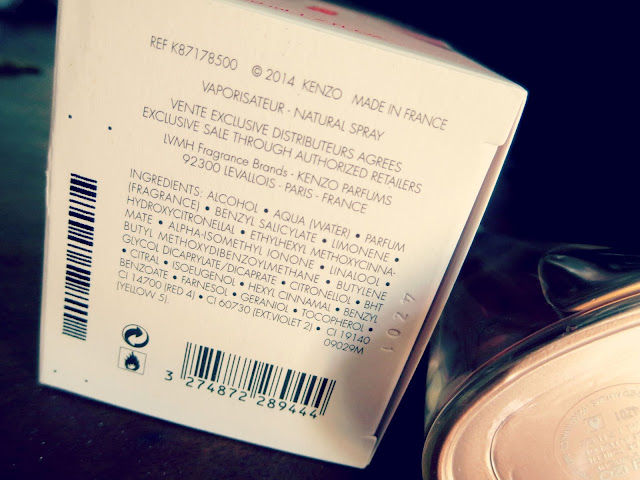 REF K87178500 © 2014 KENZO MADE IN FRANCE
VAPORISATEUR - NATURAL SPRAY
VENTE EXCLUSIVE DISTRIBUTEURS AGREES
EXCLUSIVE SALE THROUGH AUTHORIZED RETAILERS
LVMH Fragrance Brands - KENZO PARFUMS
92300 LEVALLOIS - PARIS - FRANCE
INGREDIENTS: ALCOHOL • AQUA (WATER) • PARFUM
(FRAGRANCE) • BENZYL SALICYLATE • LIMONENE •
HYDROXYCITRONELLAL • ETHYLHEXYL METHOXYCINNA-
MATE • ALPHA-ISOMETHYL IONONE • LINALOOL •
BUTYL METHOXYDIBENZOYLMETHANE • BUTYLENE
GLYCOL DICAPRYLATE/DICAPRATE • CITRONELLOL • BHT
• CITRAL • ISOEUGENOL • HEXYL CINNAMAL • BENZYL
BENZOATE • FARNESOL • GERANIOL • TOCOPHEROL •
CI 14700 (RED 4) • CI 60730 (EXT.VIOLET 2) • CI 19140
(YELLOW 5).
09029M
4Z01
3 274872 289444